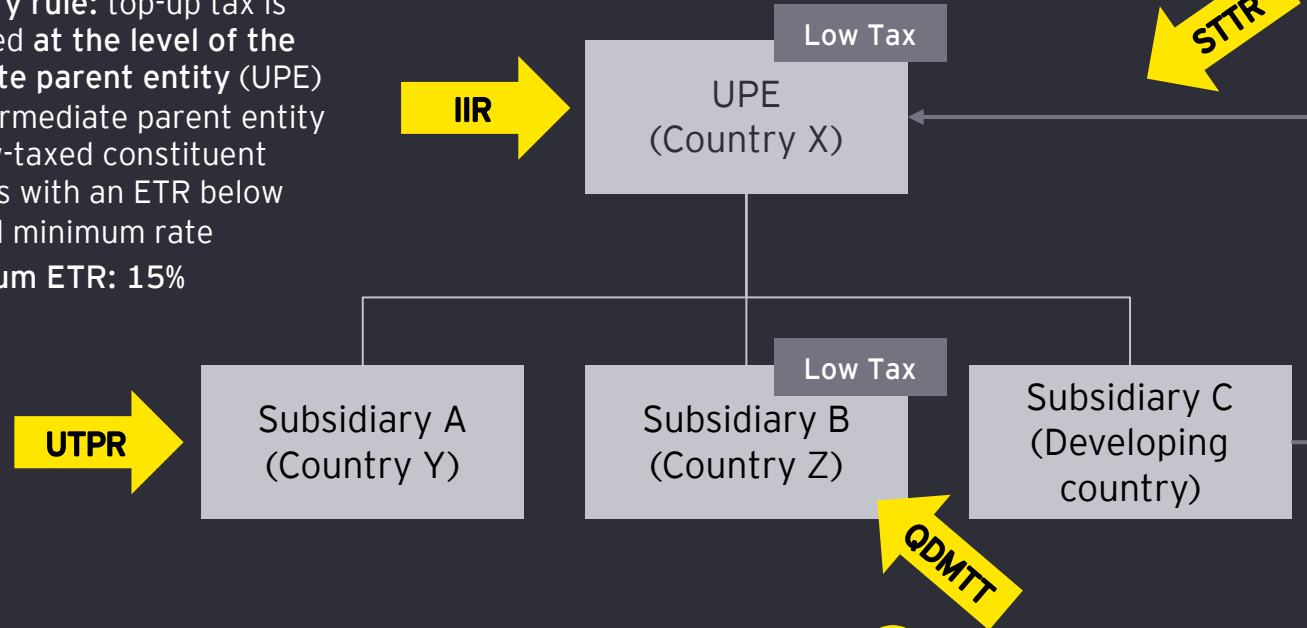 y rule: top-up tax is
ed at the level of the
te parent entity (UPE)
ermediate parent entity
-taxed constituent
s with an ETR below
l minimum rate
um ETR: 15%
IIR
Low Tax
UPE
(Country X)
STTR
UTPR
Subsidiary A
(Country Y)
Low Tax
Subsidiary B
(Country Z)
Subsidiary C
(Developing
country)
QDMTT